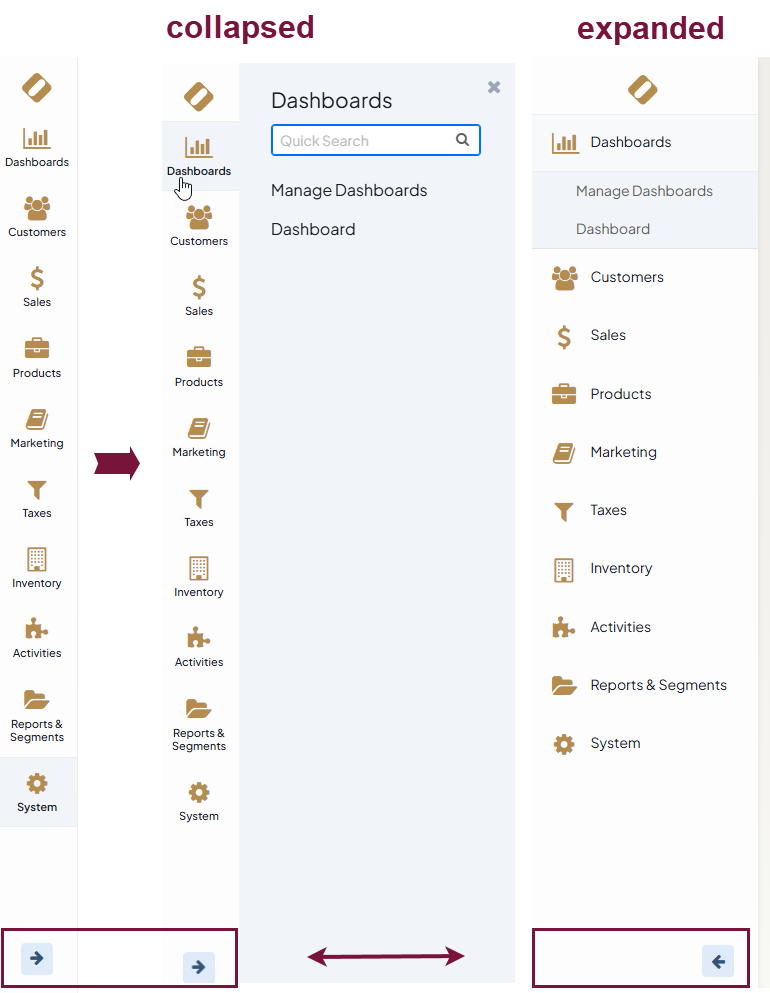 collapsed
expanded
Dashboards
Customers
Sales
Products
Marketing
Taxes
Inventory
Activities
Reports &
Segments
System
Dashboards
Customers
Sales
Products
Marketing
Taxes
Inventory
Activities
Reports &
Segments
System
Dashboards
Quick Search
Manage Dashboards
Dashboard
Dashboards
Manage Dashboards
Dashboard
Customers
Sales
Products
Marketing
Taxes
Inventory
Activities
Reports & Segments
System